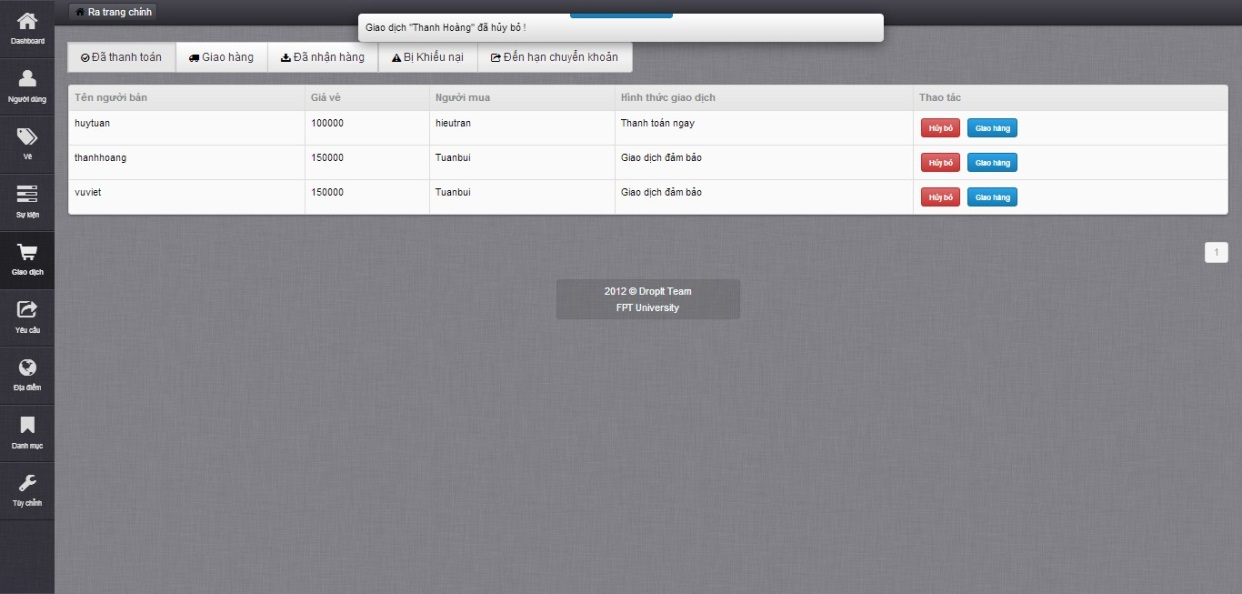 Ra trang chính
Giao dịch "Thanh Hoàng" đã hủy bỏ !
Dashboard
Người dùng
Vé
Sự kiện
Giao dịch
Yêu cầu
Địa điểm
Danh mục
Tùy chỉnh
Đã thanh toán Giao hàng Đã nhận hàng Bị Khiếu nại Đến hạn chuyển khoản
Tên người bán Giá vé Người mua Hình thức giao dịch Thao tác
huytuan 100000 hieutran Thanh toán ngay Hủy bỏ Giao hàng
thanhhoang 150000 Tuanbui Giao dịch đảm bảo Hủy bỏ Giao hàng
vuviet 150000 Tuanbui Giao dịch đảm bảo Hủy bỏ Giao hàng
1
2012 © DropIt Team
FPT University